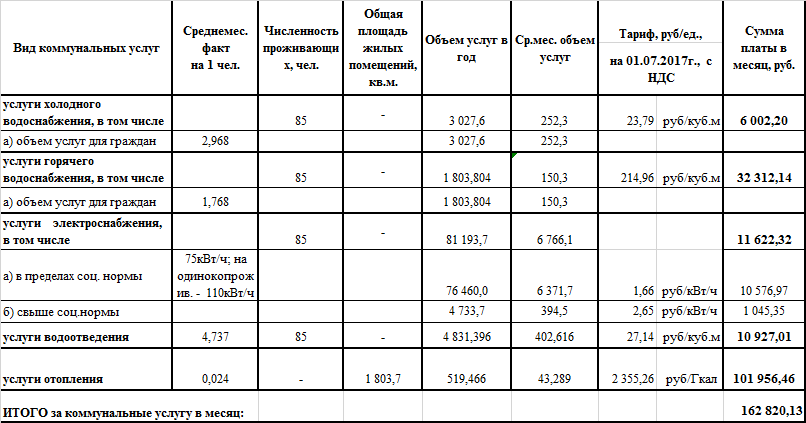 Вид коммунальных услуг
Среднемес. факт на 1 чел.
Численность проживающих, чел.
Общая площадь жилых помещений, кв.м.
Объем услуг в год
Ср.мес. объем услуг
Тариф, руб/ед.,
на 01.07.2017г., с НДС
Сумма платы в месяц, руб.
услуги холодного водоснабжения, в том числе 85 - 3 027,6 252,3 23,79 руб/куб.м 6 002,20
а) объем услуг для граждан 2,968 3 027,6 252,3
услуги горячего водоснабжения, в том числе 85 - 1 803,804 150,3 214,96 руб/куб.м 32 312,14
а) объем услуг для граждан 1,768 1 803,804 150,3
услуги электроснабжения, в том числе 85 - 81 193,7 6 766,1 11 622,32
а) в пределах соц. нормы 75кВт/ч; на одинокопрожив. - 110кВт/ч 76 460,0 6 371,7 1,66 руб/кВт/ч 10 576,97
б) свыше соц.нормы 4 733,7 394,5 2,65 руб/кВт/ч 1 045,35
услуги водоотведения 4,737 85 - 4 831,396 402,616 27,14 руб/куб.м 10 927,01
услуги отопления 0,024 - 1 803,7 519,466 43,289 2 355,26 руб/Гкал 101 956,46
ИТОГО за коммунальные услугу в месяц: 162 820,13